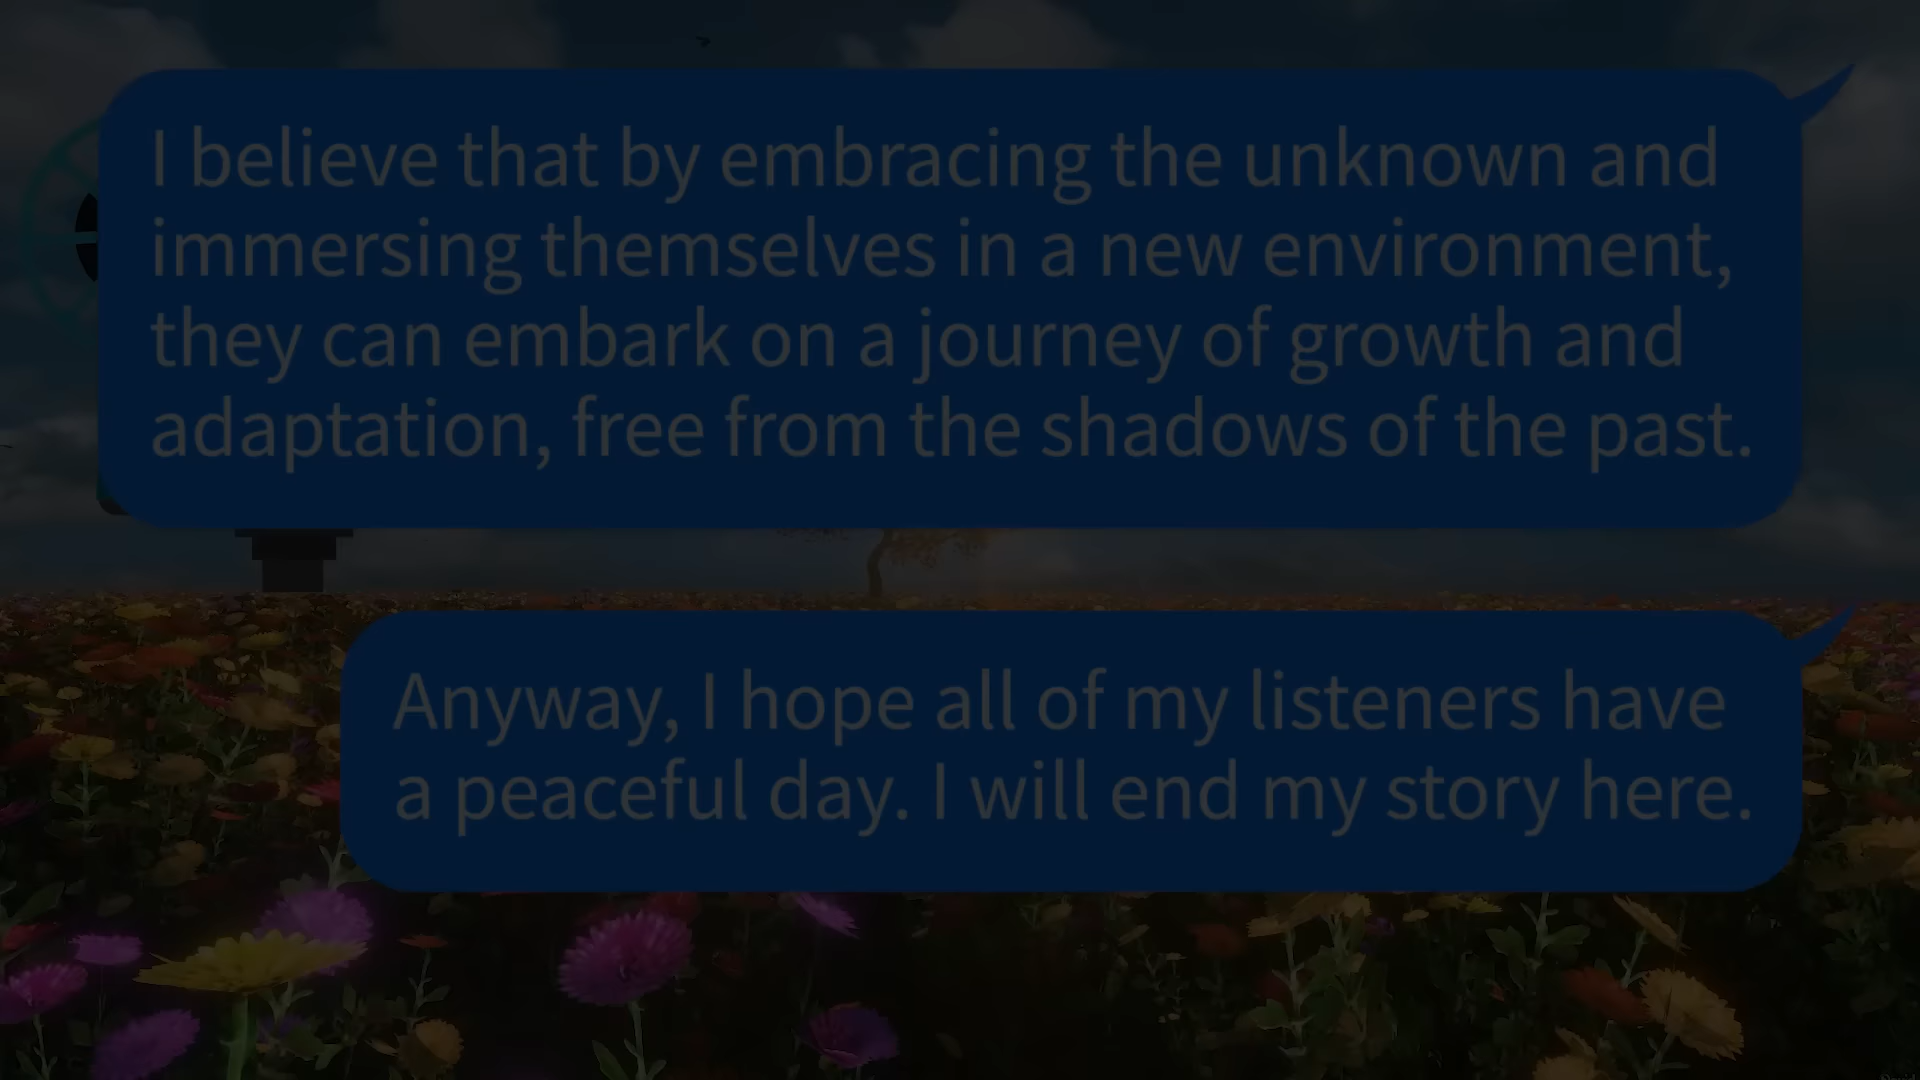 I believe that by embracing the unknown and
immersing themselves in a new environment,
they can embark on a journey of growth and
adaptation, free from the shadows of the past.
Anyway, I hope all of my listeners have
a peaceful day. I will end my story here.